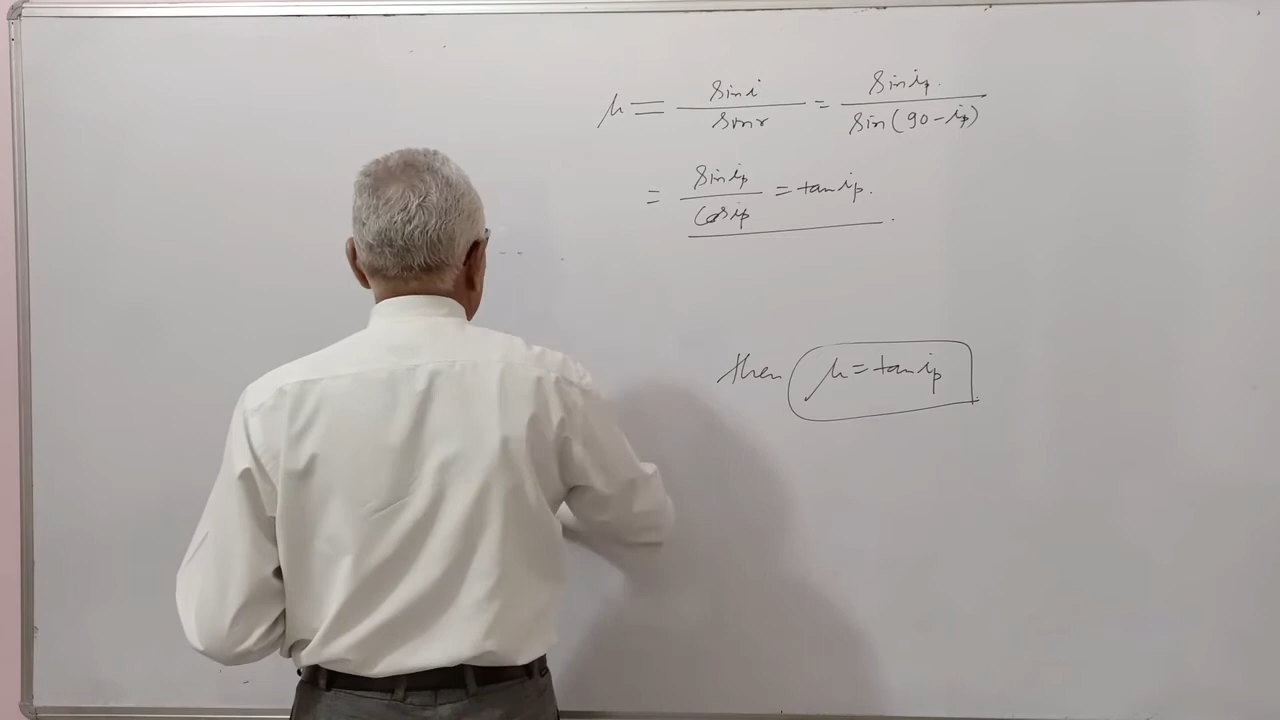 μ = sin i / sin r = sin ip / sin(90 - ip)
= sin ip / cos ip = tan ip.
then μ = tan ip